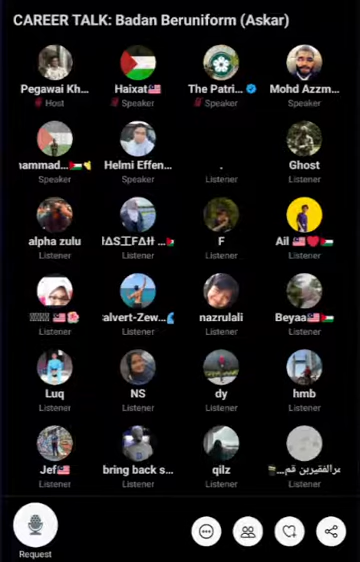 CAREER TALK: Badan Beruniform (Askar)
Pegawai Kh... Haixat🇲🇾 The Patri... Mohd Azzm...
Host Speaker Speaker Speaker
ammad...🇵🇸 Helmi Effen... . Ghost
Speaker Speaker Listener Listener
alpha zulu F Ail 🇲🇾❤️🇵🇸
Listener Listener Listener Listener
🇲🇾🌺 alvert-Zew...🌊 nazrulali Beyaa🇲🇾🇵🇸
Listener Listener Listener Listener
Luq NS dy hmb
Listener Listener Listener Listener
Jef🇲🇾 bring back s... qilz
Listener Listener Listener Listener
Request